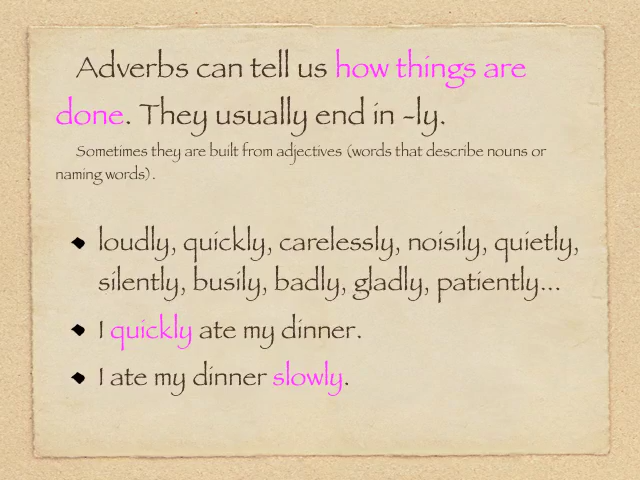 Adverbs can tell us how things are
done. They usually end in -ly.
Sometimes they are built from adjectives (words that describe nouns or
naming words).
loudly, quickly, carelessly, noisily, quietly,
silently, busily, badly, gladly, patiently...
I quickly ate my dinner.
I ate my dinner slowly.